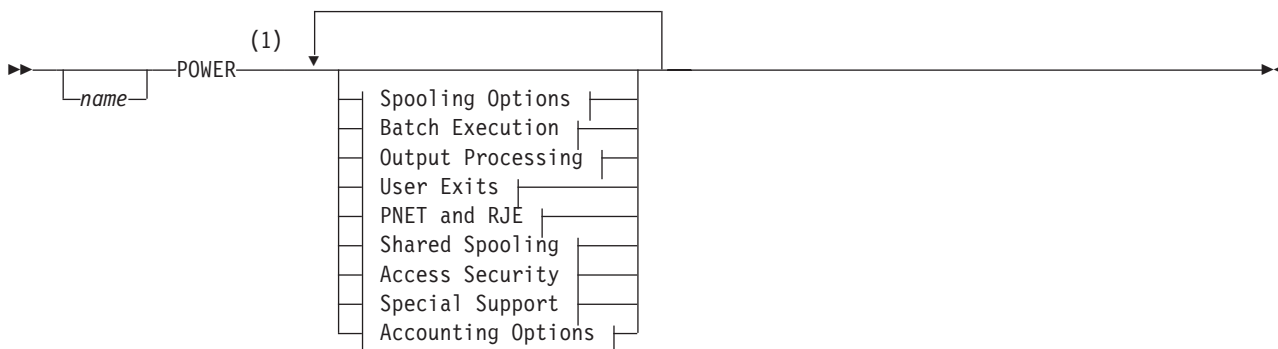 (1)
POWER
name
Spooling Options
Batch Execution
Output Processing
User Exits
PNET and RJE
Shared Spooling
Access Security
Special Support
Accounting Options